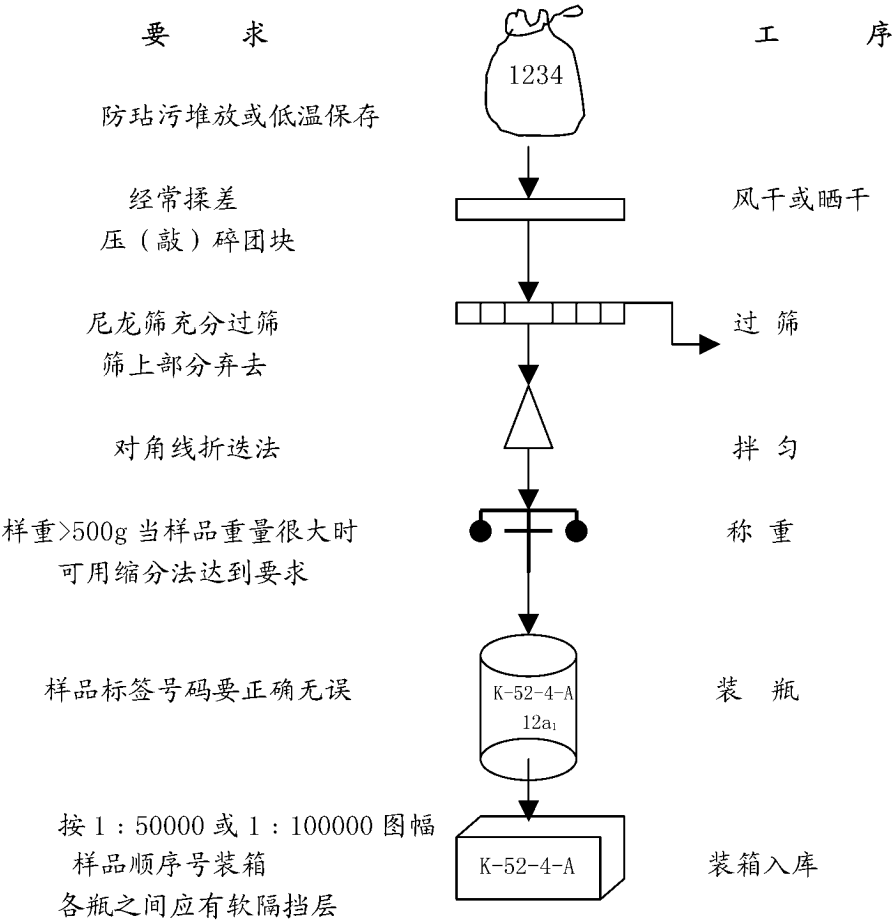 要 求
工 序
1234
防玷污堆放或低温保存
经常揉差
压（敲）碎团块
风干或晒干
尼龙筛充分过筛
筛上部分弃去
过 筛
对角线折迭法
拌 匀
样重>500g 当样品重量很大时
可用缩分法达到要求
称 重
样品标签号码要正确无误
K-52-4-A
12a₁
装 瓶
按 1：50000 或 1：100000 图幅
样品顺序号装箱
各瓶之间应有软隔挡层
K-52-4-A
装箱入库